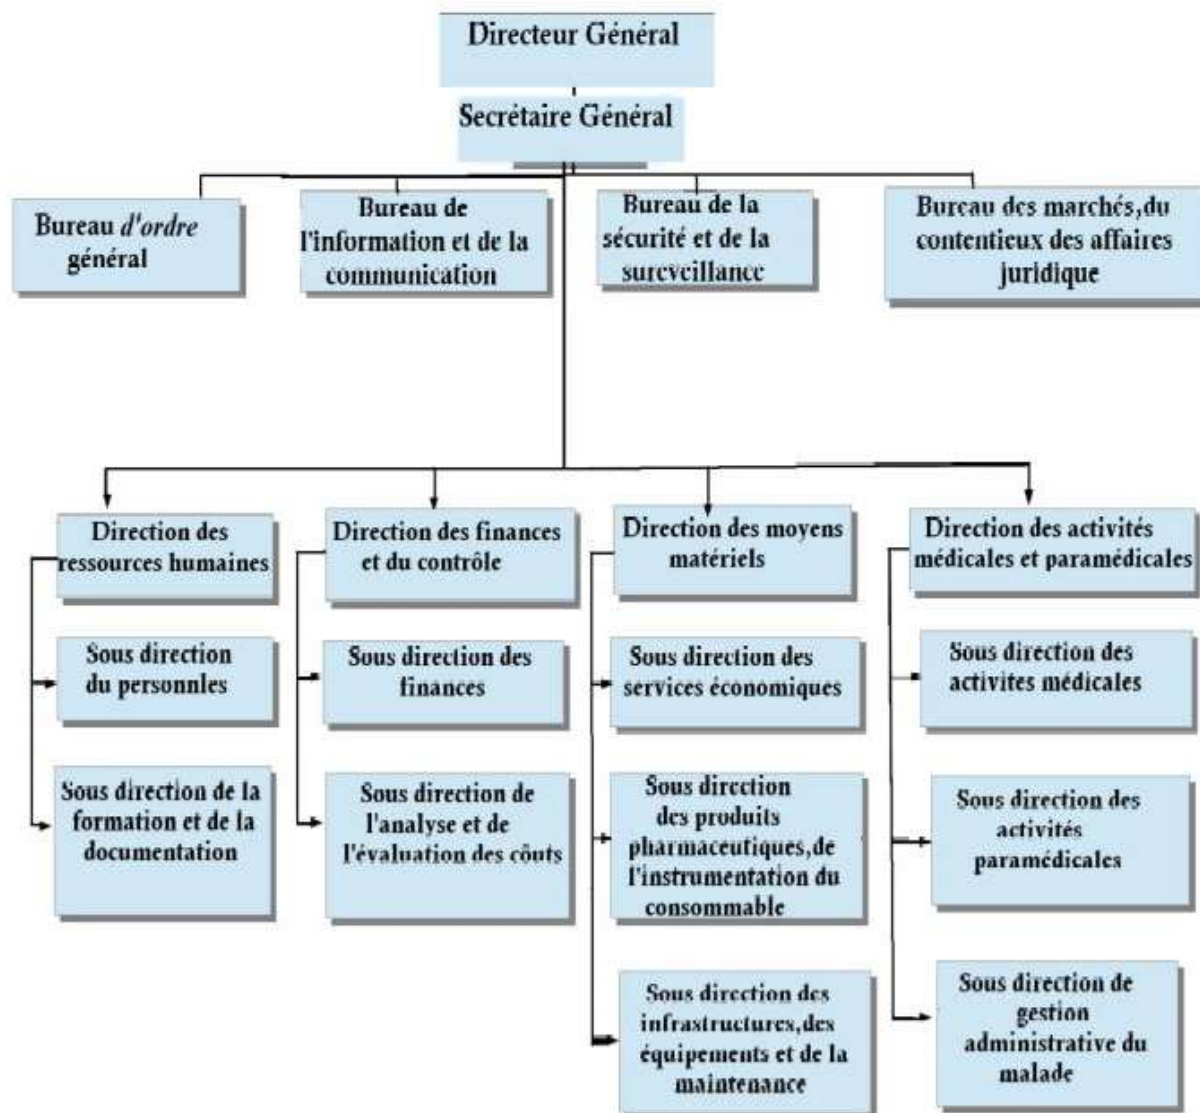 Directeur Général
Secrétaire Général
Bureau d'ordre
général
Bureau de
l'information et de la
communication
Bureau de la
sécurité et de la
sureveillance
Bureau des marchés,du
contentieux des affaires
juridique
Direction des
ressources humaines
Sous direction
du personnles
Sous direction de la
formation et de la
documentation
Direction des finances
et du contrôle
Sous direction des
finances
Sous direction de
l'analyse et de
l'évaluation des côuts
Direction des moyens
matériels
Sous direction des
services économiques
Sous direction
des produits
pharmaceutiques,de
l'instrumentation du
consommable
Sous direction des
infrastructures,des
équipements et de la
maintenance
Direction des activités
médicales et paramédicales
Sous direction des
activites médicales
Sous direction des
activités
paramédicales
Sous direction de
gestion
administrative du
malade